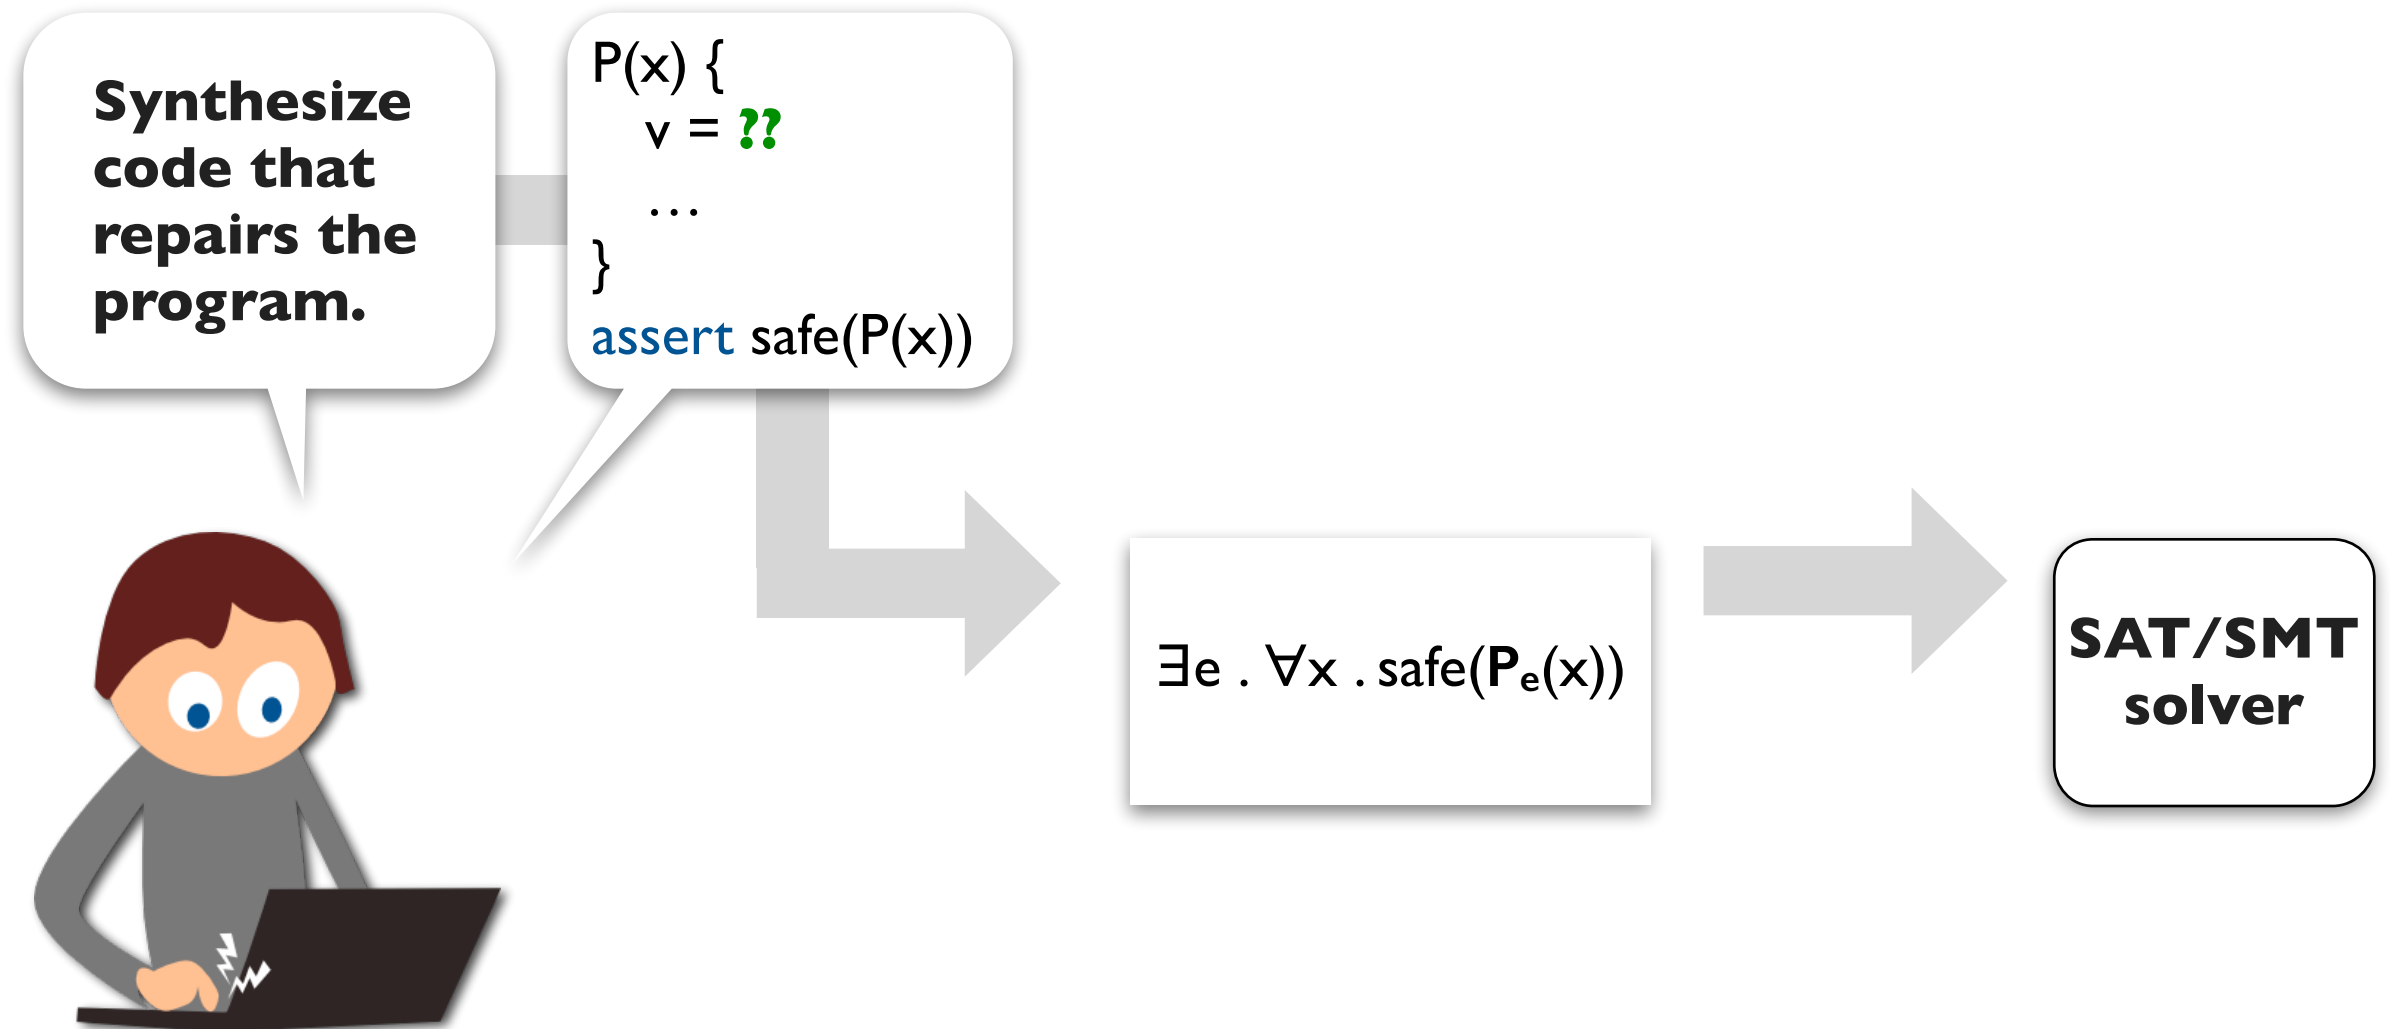 Synthesize
code that
repairs the
program.
P(x) {
v = ??
…
}
assert safe(P(x))
∃e . ∀x . safe(Pₑ(x))
SAT/SMT
solver